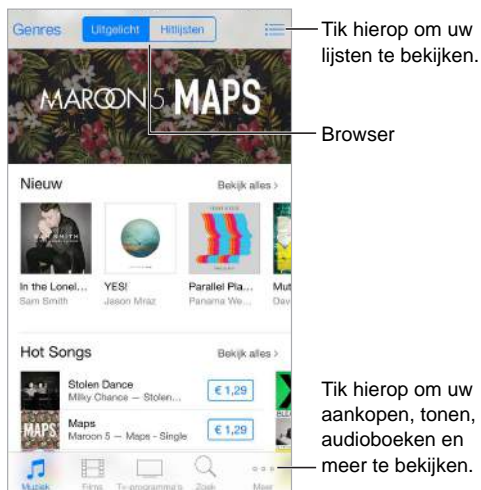 Genres Uitgelicht Hitlijsten
Tik hierop om uw
lijsten te bekijken.
MAROON 5 MAPS
Browser
Nieuw Bekijk alles >
SAM SMITH
In the Lonel... YES! Parallel Pla... Mut
Sam Smith Jason Mraz Panama We... Dav
Hot Songs Bekijk alles >
Stolen Dance
Milky Chance — Stolen... € 1,29
MAPS
Maps
Maroon 5 — Maps - Single € 1,29
Tik hierop om uw
aankopen, tonen,
audioboeken en
meer te bekijken.
Muziek Films Tv-programma's Zoek Meer